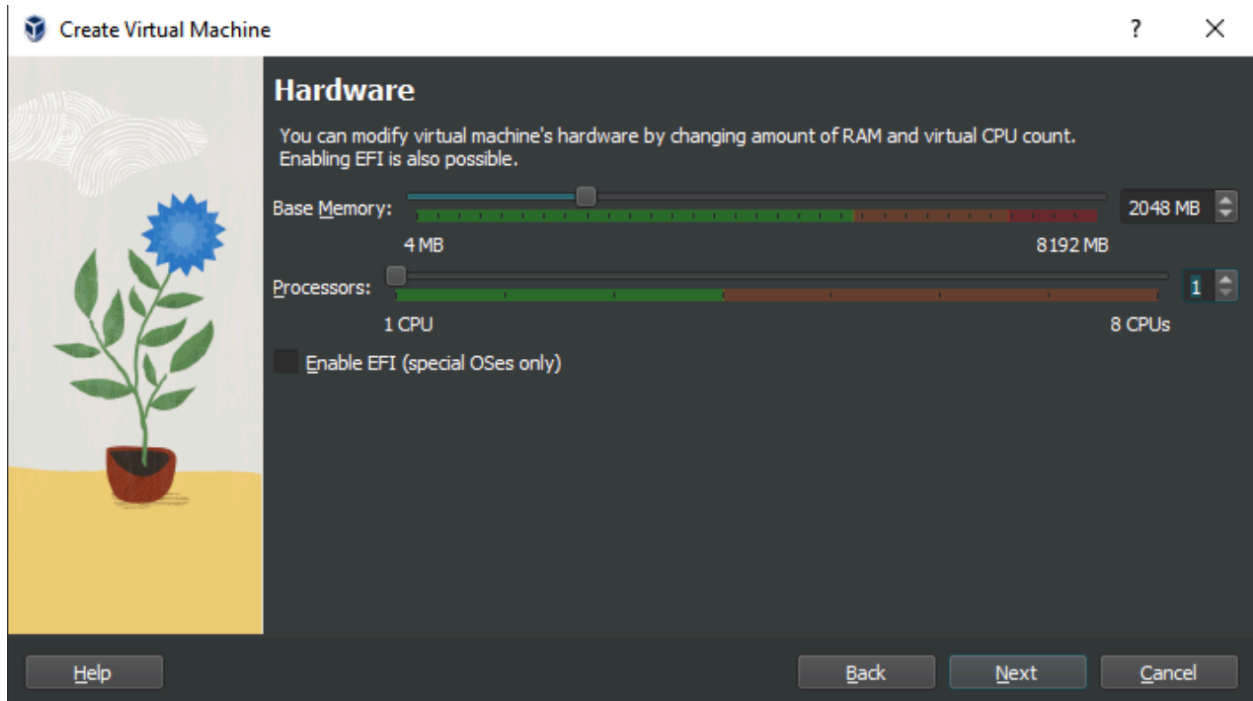 Create Virtual Machine
?
Hardware
You can modify virtual machine's hardware by changing amount of RAM and virtual CPU count.
Enabling EFI is also possible.
Base Memory:
2048 MB
4 MB
8192 MB
Processors:
1
1 CPU
8 CPUs
Enable EFI (special OSes only)
Help
Back
Next
Cancel